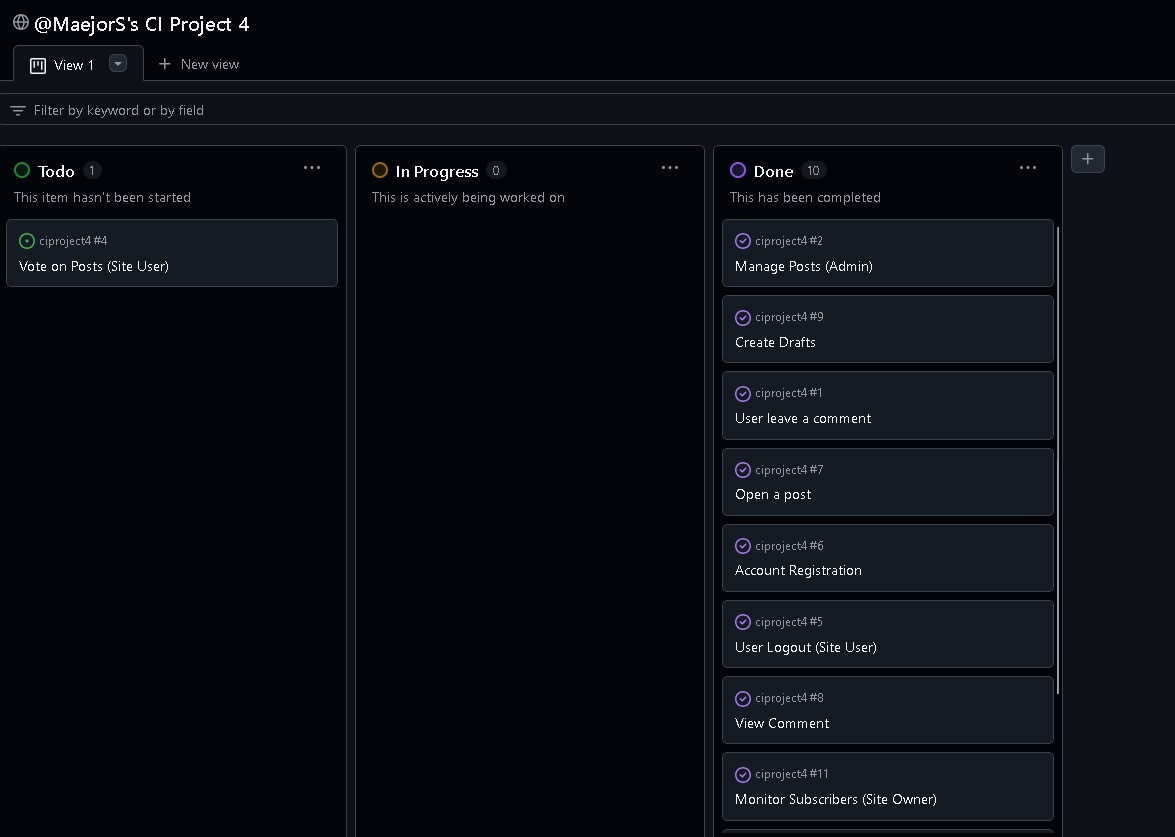 @MaejorS's CI Project 4
View 1
New view
Filter by keyword or by field
Todo 1
This item hasn't been started
ciproject4 #4
Vote on Posts (Site User)
In Progress 0
This is actively being worked on
Done 10
This has been completed
ciproject4 #2
Manage Posts (Admin)
ciproject4 #9
Create Drafts
ciproject4 #1
User leave a comment
ciproject4 #7
Open a post
ciproject4 #6
Account Registration
ciproject4 #5
User Logout (Site User)
ciproject4 #8
View Comment
ciproject4 #11
Monitor Subscribers (Site Owner)